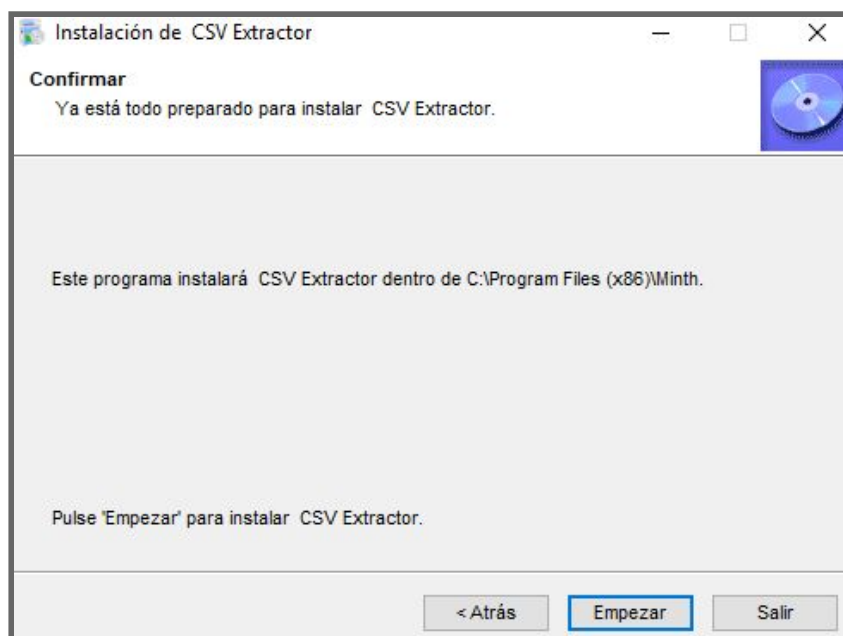 Instalación de  CSV Extractor
Confirmar
Ya está todo preparado para instalar  CSV Extractor.
Este programa instalará  CSV Extractor dentro de C:\Program Files (x86)\Minth.
Pulse 'Empezar' para instalar  CSV Extractor.
< Atrás
Empezar
Salir